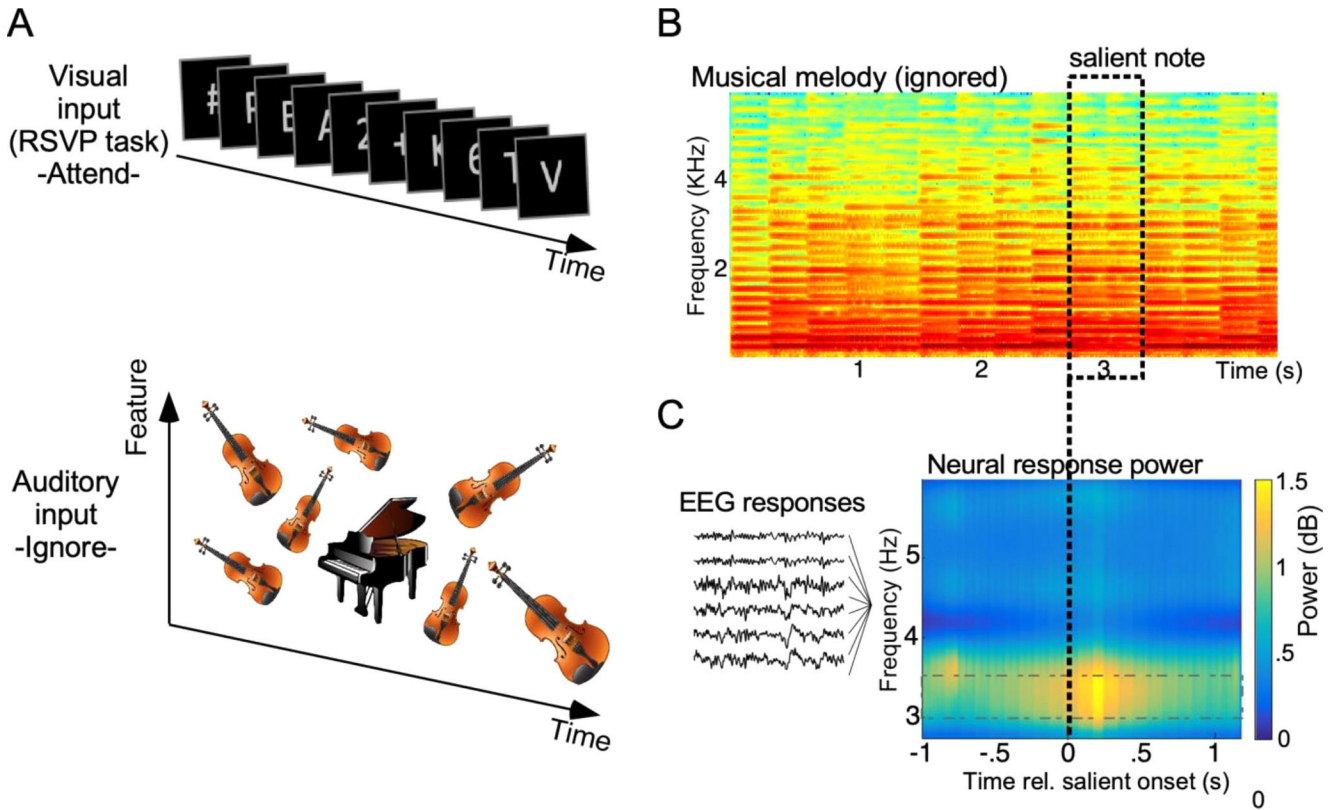 A
Visual
input
(RSVP task)
-Attend-
#
P
E
A
2
+
K
6
T
V
Time
Feature
Auditory
input
-Ignore-
Time
B
salient note
Musical melody (ignored)
Frequency (KHz)
4
2
1
2
3
Time (s)
C
Neural response power
EEG responses
Frequency (Hz)
5
4
3
-1
-.5
0
.5
1
Time rel. salient onset (s)
1.5
1
.5
0
Power (dB)
0